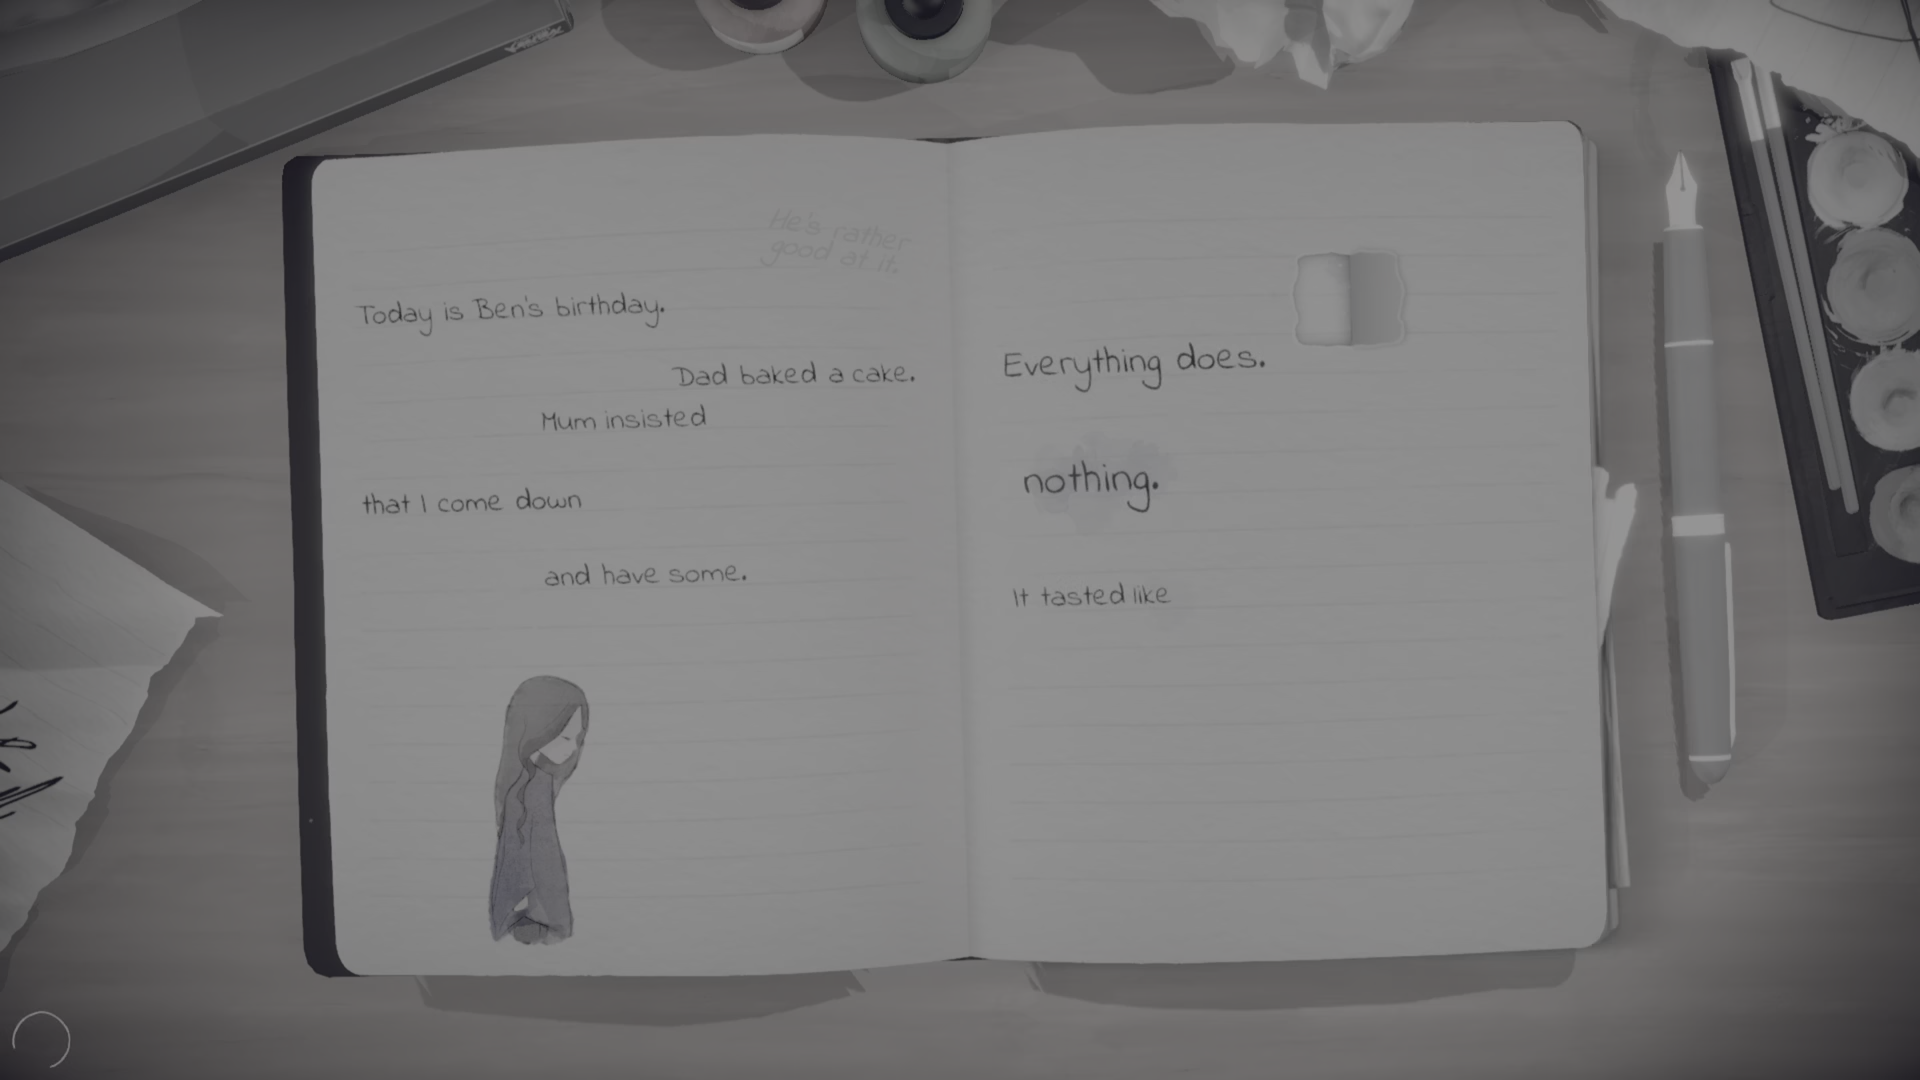 He's rather
good at it.
Today is Ben's birthday.
Dad baked a cake.
Mum insisted
that I come down
and have some.
Everything does.
nothing.
It tasted like